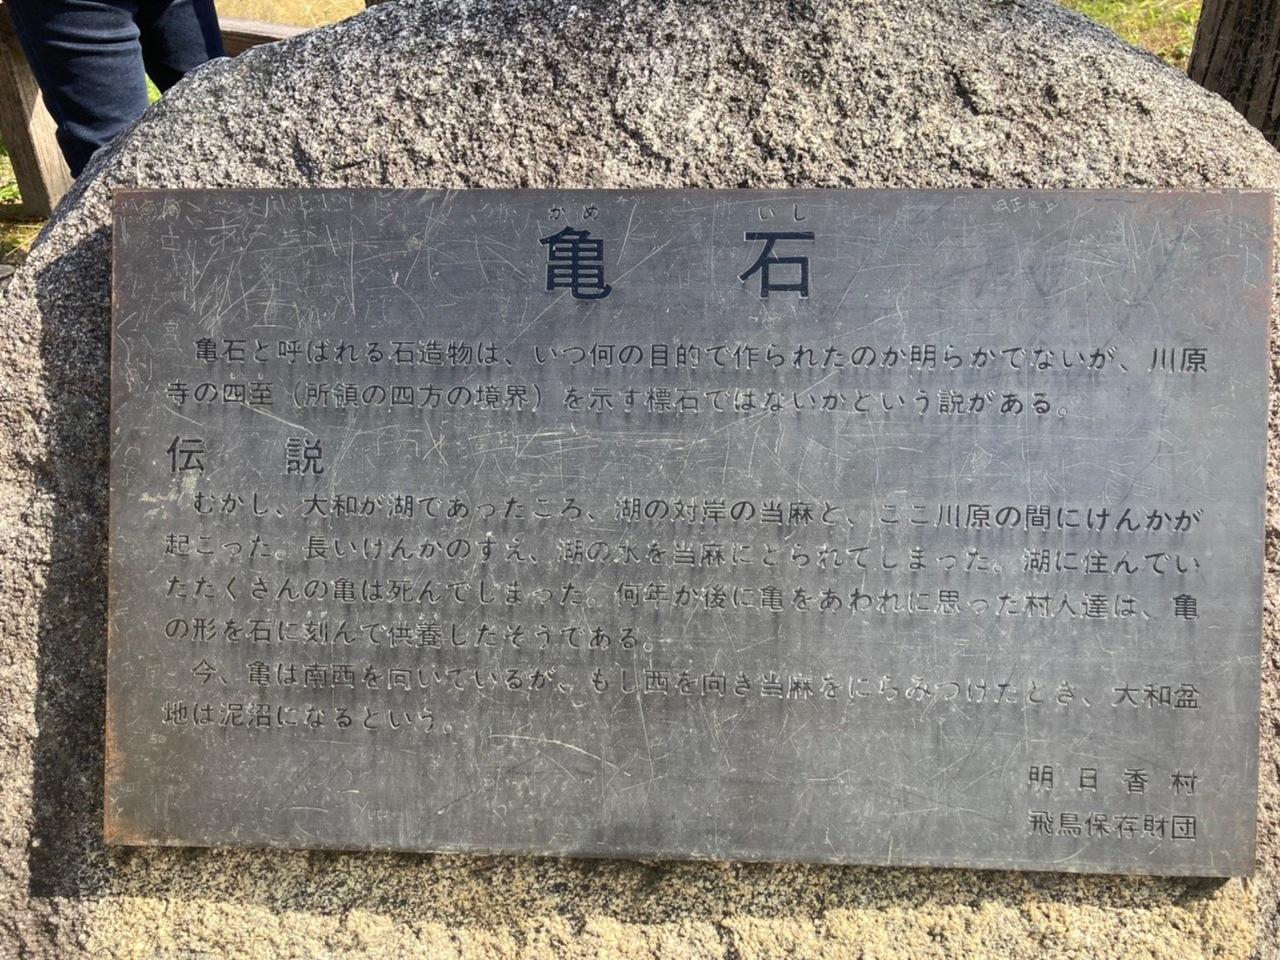 かめ いし
亀 石
亀石と呼ばれる石造物は、いつ何の目的で作られたのか明らかでないが、川原
寺の四至（所領の四方の境界）を示す標石ではないかという説がある。
伝 説
むかし、大和が湖であったころ、湖の対岸の当麻と、ここ川原の間にけんかが
起こった。長いけんかのすえ、湖の水を当麻にとられてしまった。湖に住んでい
たたくさんの亀は死んでしまった。何年か後に亀をあわれに思った村人達は、亀
の形を石に刻んで供養したそうである。
今、亀は南西を向いているが、もし西を向き当麻をにらみつけたとき、大和盆
地は泥沼になるという。
明日香村
飛鳥保存財団